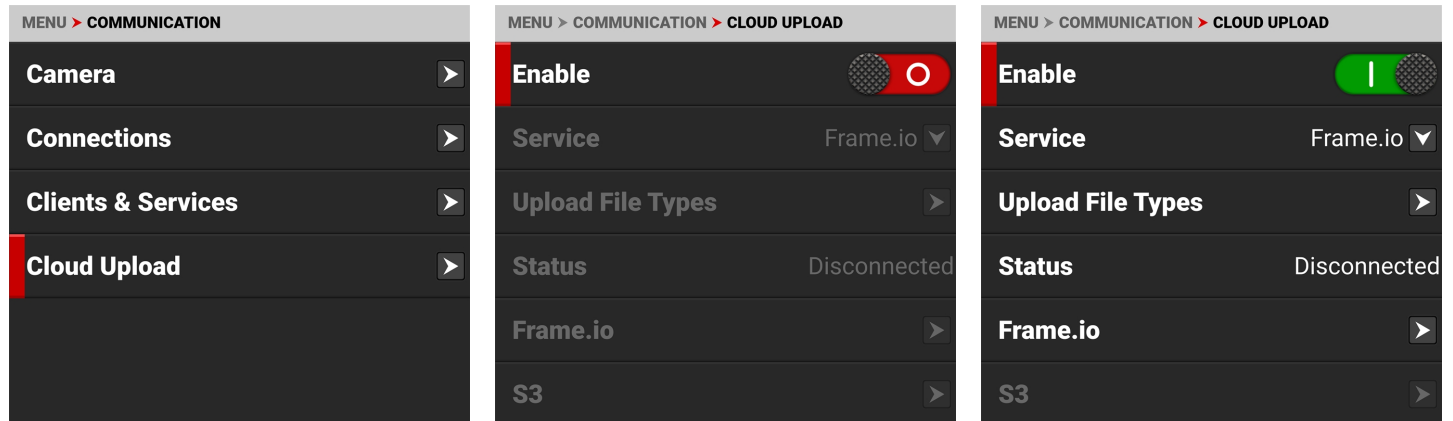 MENU > COMMUNICATION
Camera
Connections
Clients & Services
Cloud Upload
MENU > COMMUNICATION > CLOUD UPLOAD
Enable
Service Frame.io
Upload File Types
Status Disconnected
Frame.io
S3
MENU > COMMUNICATION > CLOUD UPLOAD
Enable
Service Frame.io
Upload File Types
Status Disconnected
Frame.io
S3